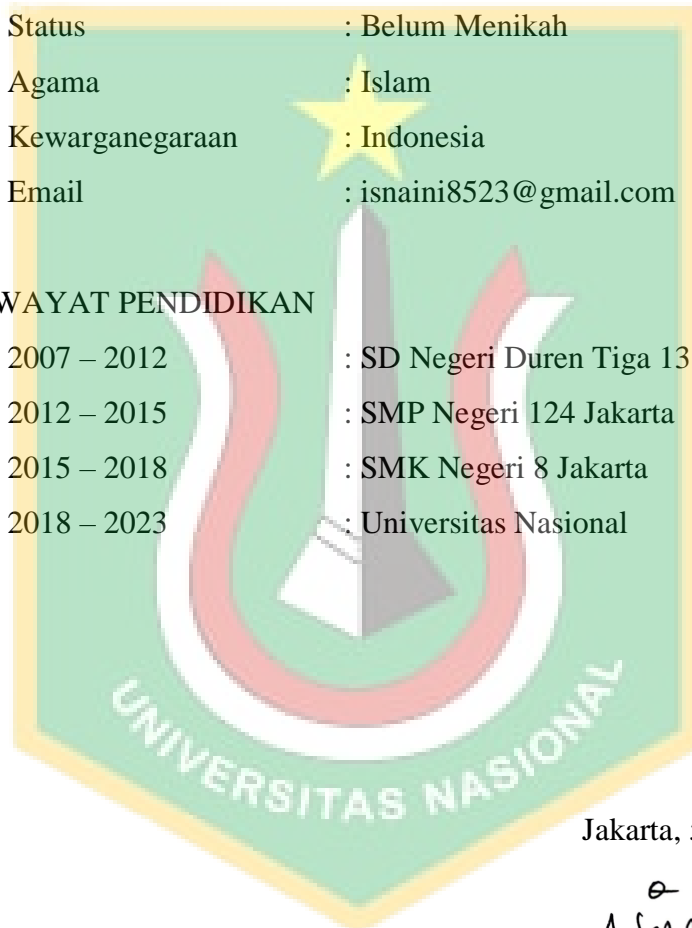 Status : Belum Menikah
Agama : Islam
Kewarganegaraan : Indonesia
Email : isnaini8523@gmail.com
WAYAT PENDIDIKAN
2007 – 2012 : SD Negeri Duren Tiga 13
2012 – 2015 : SMP Negeri 124 Jakarta
2015 – 2018 : SMK Negeri 8 Jakarta
2018 – 2023 : Universitas Nasional
UNIVERSITAS NASIONAL
Jakarta,